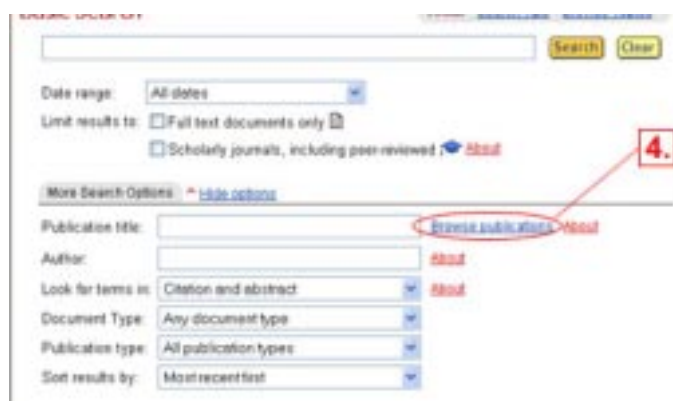 Basic Search
Search Clear
Date range: All dates
Limit results to: Full text documents only
Scholarly journals, including peer-reviewed About
4.
More Search Options Hide options
Publication title: Browse publications About
Author: About
Look for terms in: Citation and abstract About
Document Type: Any document type
Publication type: All publication types
Sort results by: Most recent first